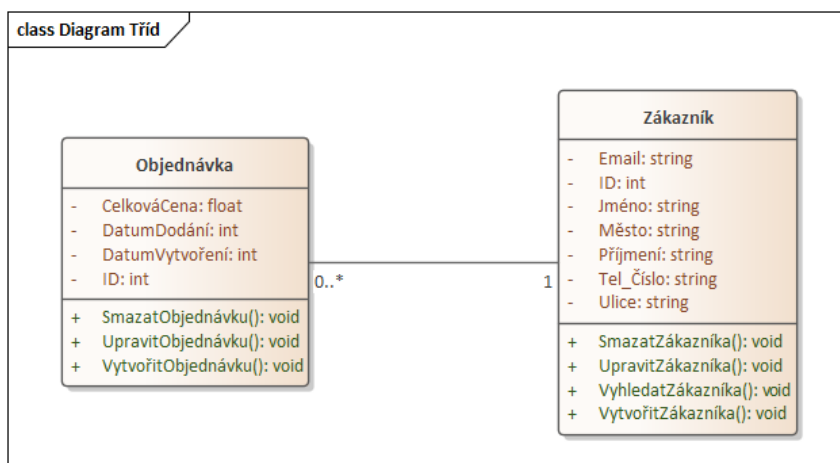 class Diagram Tříd
Objednávka
- CelkováCena: float
- DatumDodání: int
- DatumVytvoření: int
- ID: int
+ SmazatObjednávku(): void
+ UpravitObjednávku(): void
+ VytvořitObjednávku(): void
0..*
1
Zákazník
- Email: string
- ID: int
- Jméno: string
- Město: string
- Příjmení: string
- Tel_Číslo: string
- Ulice: string
+ SmazatZákazníka(): void
+ UpravitZákazníka(): void
+ VyhledatZákazníka(): void
+ VytvořitZákazníka(): void